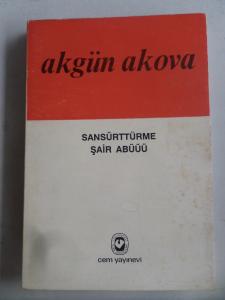 akgün akova
SANSÜRTTÜRME
ŞAİR ABÜÜÜ
cem yayınevi